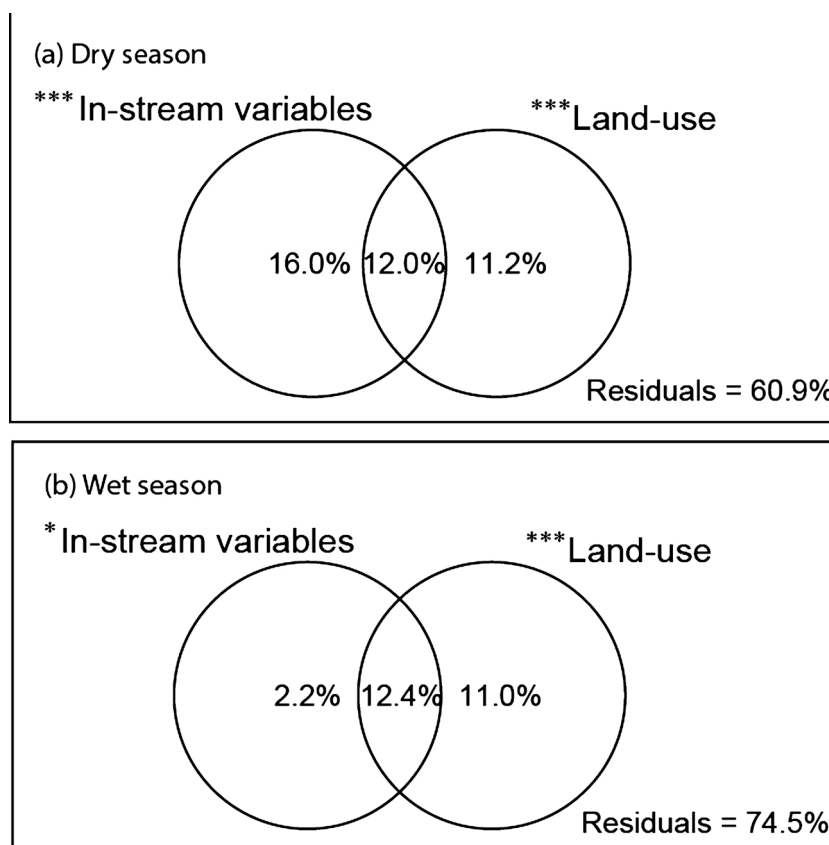 (a) Dry season
***In-stream variables
***Land-use
16.0% 12.0% 11.2%
Residuals = 60.9%
(b) Wet season
*In-stream variables
***Land-use
2.2% 12.4% 11.0%
Residuals = 74.5%